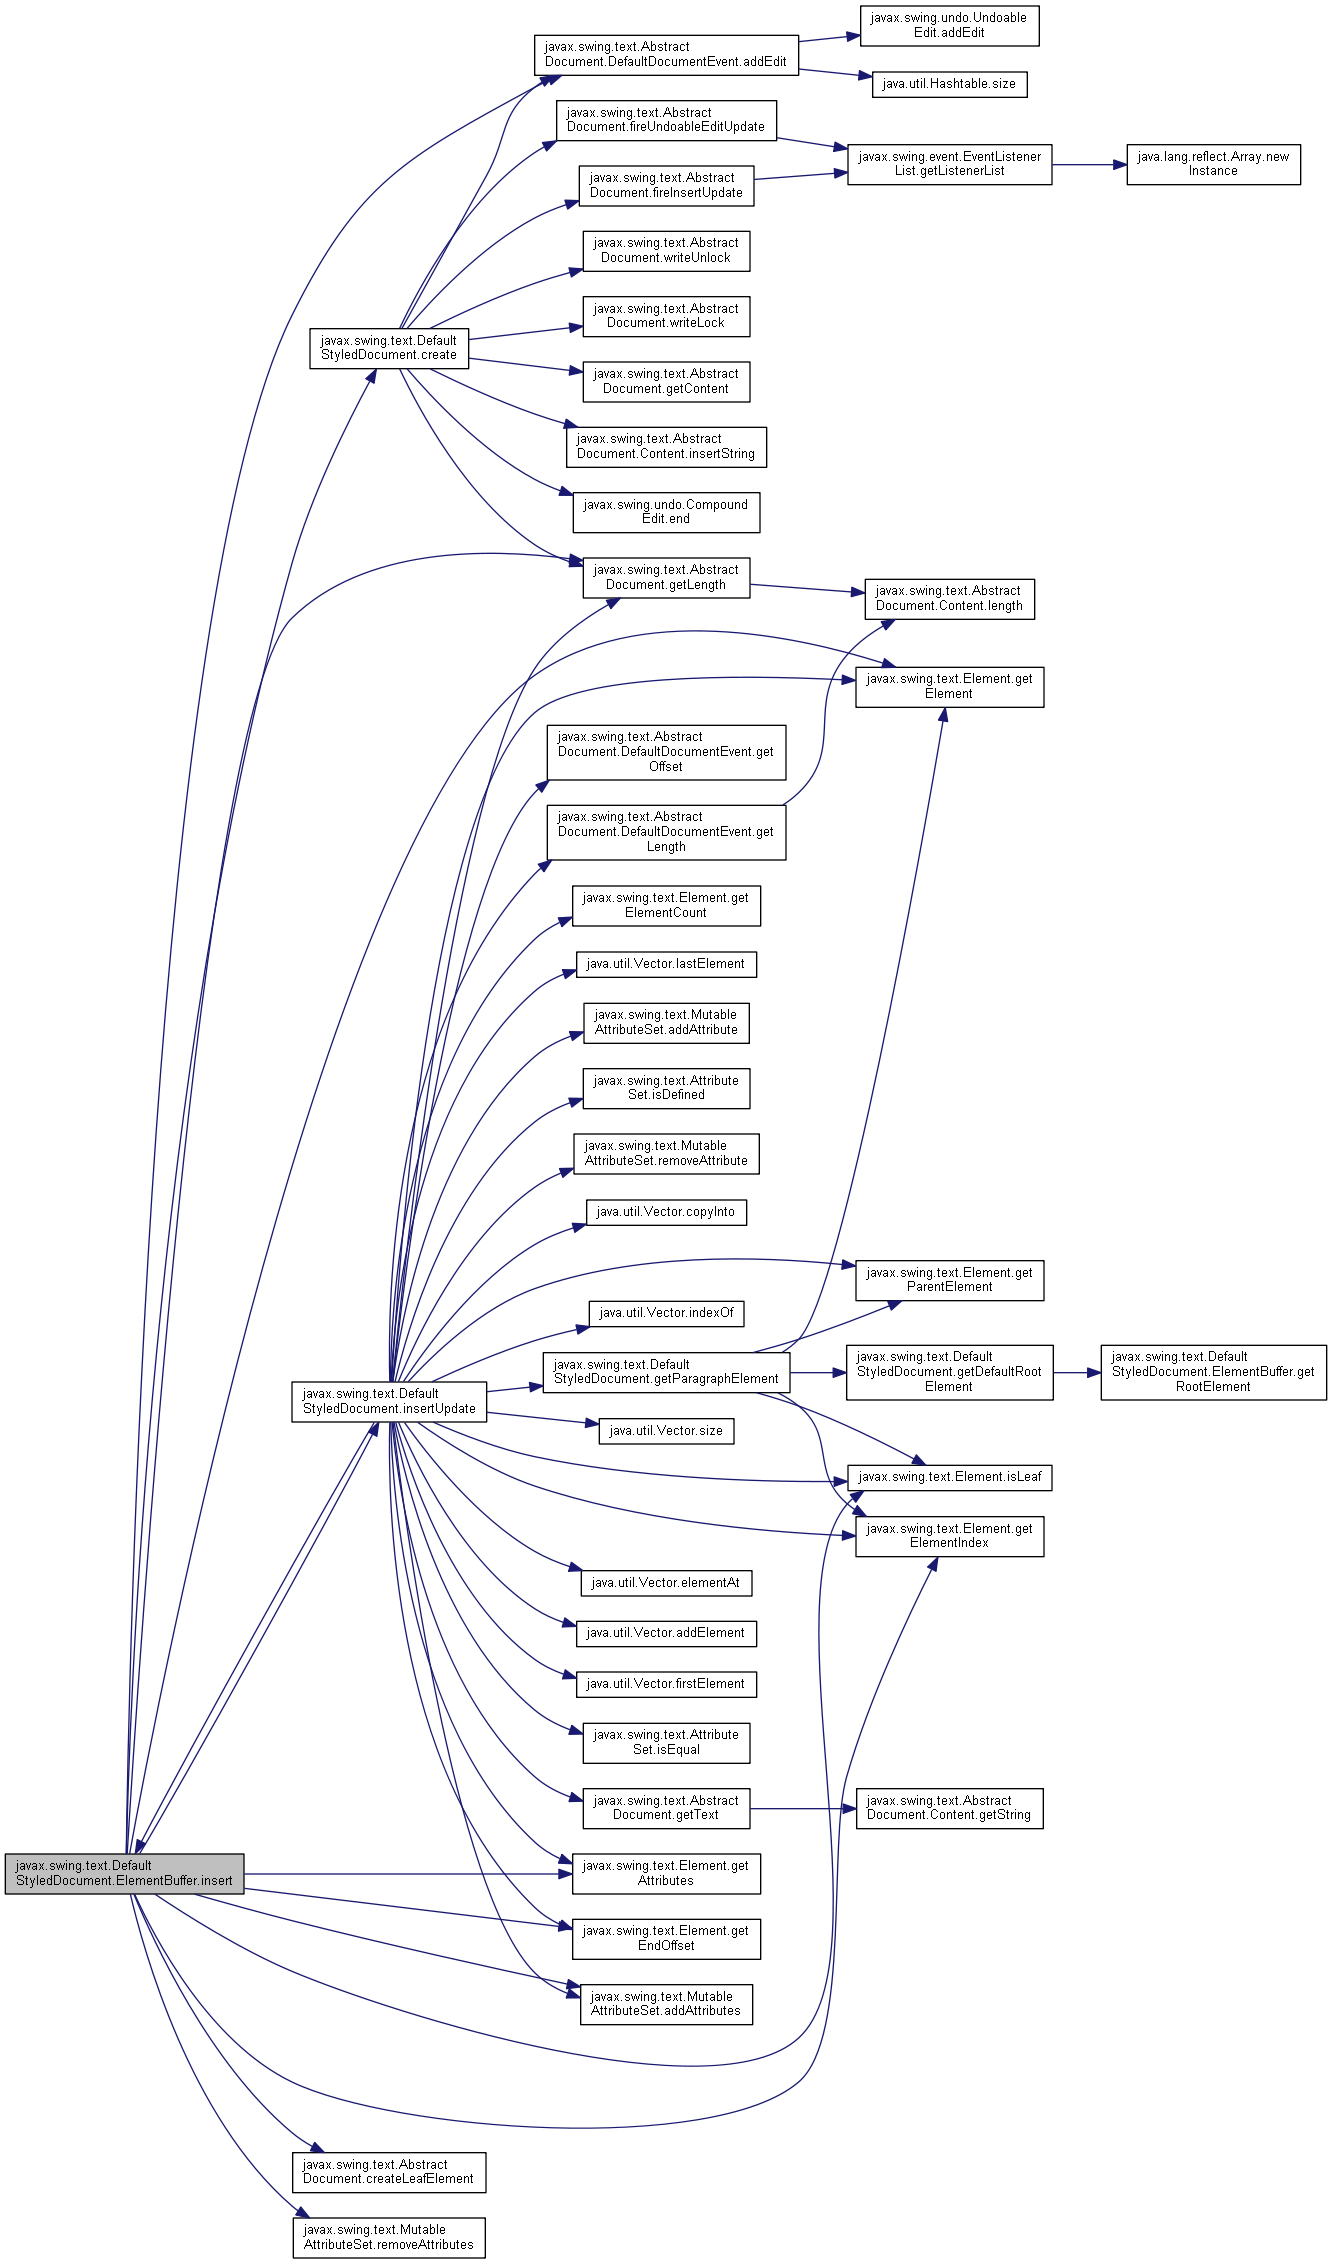 javax.swing.undo.Undoable
Edit.addEdit
javax.swing.text.Abstract
Document.DefaultDocumentEvent.addEdit
java.util.Hashtable.size
javax.swing.text.Abstract
Document.fireUndoableEditUpdate
javax.swing.event.EventListener
List.getListenerList
java.lang.reflect.Array.new
Instance
javax.swing.text.Abstract
Document.fireInsertUpdate
javax.swing.text.Abstract
Document.writeUnlock
javax.swing.text.Abstract
Document.writeLock
javax.swing.text.Default
StyledDocument.create
javax.swing.text.Abstract
Document.getContent
javax.swing.text.Abstract
Document.Content.insertString
javax.swing.undo.Compound
Edit.end
javax.swing.text.Abstract
Document.getLength
javax.swing.text.Abstract
Document.Content.length
javax.swing.text.Element.get
Element
javax.swing.text.Abstract
Document.DefaultDocumentEvent.get
Offset
javax.swing.text.Abstract
Document.DefaultDocumentEvent.get
Length
javax.swing.text.Element.get
ElementCount
java.util.Vector.lastElement
javax.swing.text.Mutable
AttributeSet.addAttribute
javax.swing.text.Attribute
Set.isDefined
javax.swing.text.Mutable
AttributeSet.removeAttribute
java.util.Vector.copyInto
javax.swing.text.Element.get
ParentElement
java.util.Vector.indexOf
javax.swing.text.Default
StyledDocument.getParagraphElement
javax.swing.text.Default
StyledDocument.getDefaultRoot
Element
javax.swing.text.Default
StyledDocument.ElementBuffer.get
RootElement
javax.swing.text.Default
StyledDocument.insertUpdate
java.util.Vector.size
javax.swing.text.Element.isLeaf
javax.swing.text.Element.get
ElementIndex
java.util.Vector.elementAt
java.util.Vector.addElement
java.util.Vector.firstElement
javax.swing.text.Attribute
Set.isEqual
javax.swing.text.Abstract
Document.getText
javax.swing.text.Abstract
Document.Content.getString
javax.swing.text.Default
StyledDocument.ElementBuffer.insert
javax.swing.text.Element.get
Attributes
javax.swing.text.Element.get
EndOffset
javax.swing.text.Mutable
AttributeSet.addAttributes
javax.swing.text.Abstract
Document.createLeafElement
javax.swing.text.Mutable
AttributeSet.removeAttributes